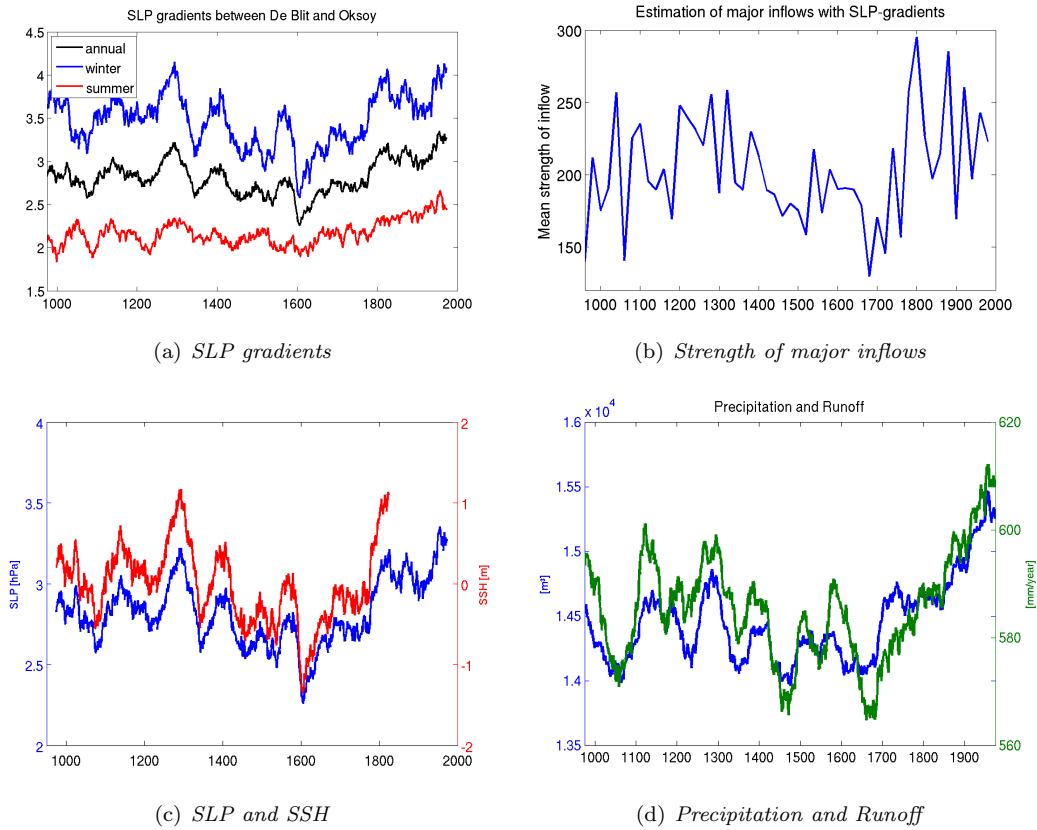 SLP gradients between De Blit and Oksoy
4.5
4
3.5
3
2.5
2
1.5
annual
winter
summer
1000 1200 1400 1600 1800 2000
(a) SLP gradients
Estimation of major inflows with SLP-gradients
Mean strength of inflow
300
250
200
150
1000 1100 1200 1300 1400 1500 1600 1700 1800 1900 2000
(b) Strength of major inflows
SLP [hPa]
4
3.5
3
2.5
2
2
1
0
-1
-2
SSH [m]
1000 1200 1400 1600 1800 2000
(c) SLP and SSH
Precipitation and Runoff
x 10⁴
1.6
1.55
1.5
1.45
1.4
1.35
[m³]
620
600
580
560
[mm/year]
1000 1100 1200 1300 1400 1500 1600 1700 1800 1900
(d) Precipitation and Runoff